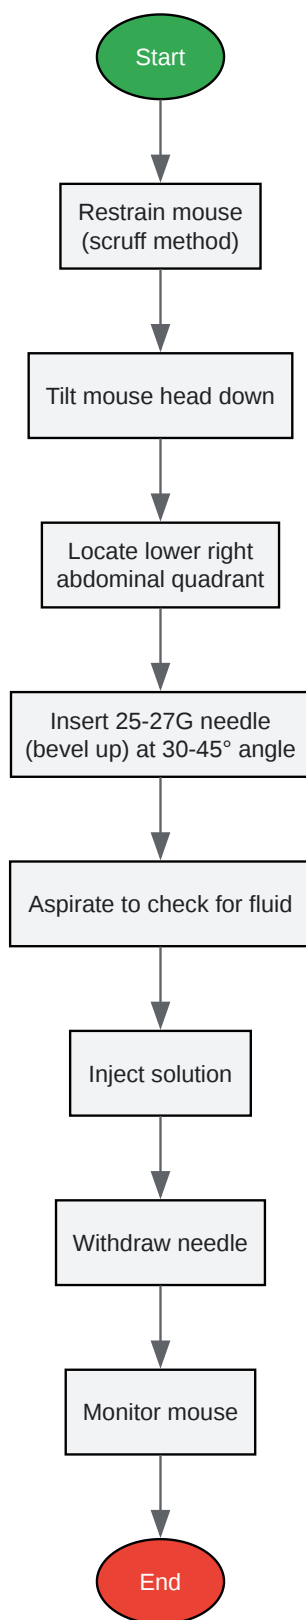 Start
Restrain mouse
(scruff method)
Tilt mouse head down
Locate lower right
abdominal quadrant
Insert 25-27G needle
(bevel up) at 30-45° angle
Aspirate to check for fluid
Inject solution
Withdraw needle
Monitor mouse
End